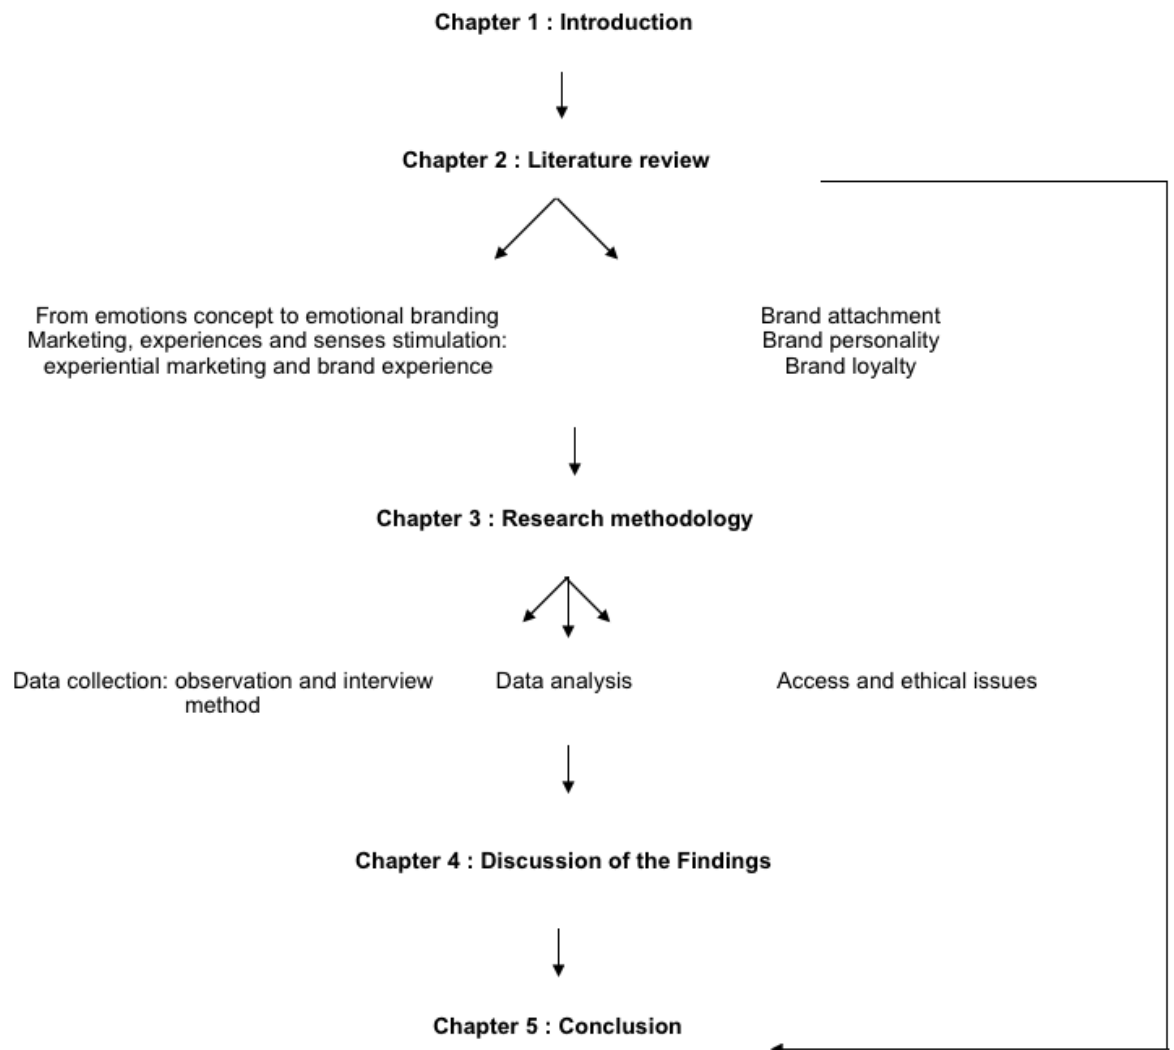 Chapter 1 : Introduction
Chapter 2 : Literature review
From emotions concept to emotional branding
Marketing, experiences and senses stimulation:
experiential marketing and brand experience
Brand attachment
Brand personality
Brand loyalty
Chapter 3 : Research methodology
Data collection: observation and interview
method
Data analysis
Access and ethical issues
Chapter 4 : Discussion of the Findings
Chapter 5 : Conclusion